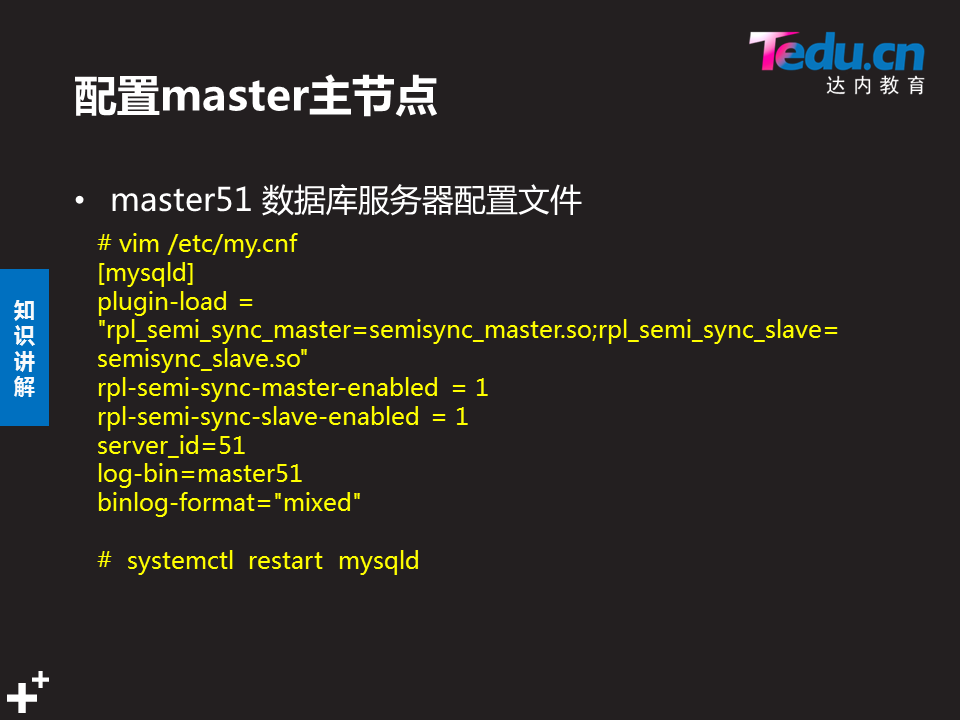 Tedu.cn
达内教育
配置master主节点
• master51 数据库服务器配置文件
# vim /etc/my.cnf
[mysqld]
plugin-load =
"rpl_semi_sync_master=semisync_master.so;rpl_semi_sync_slave=
semisync_slave.so"
rpl-semi-sync-master-enabled = 1
rpl-semi-sync-slave-enabled = 1
server_id=51
log-bin=master51
binlog-format="mixed"
# systemctl restart mysqld
知
识
讲
解